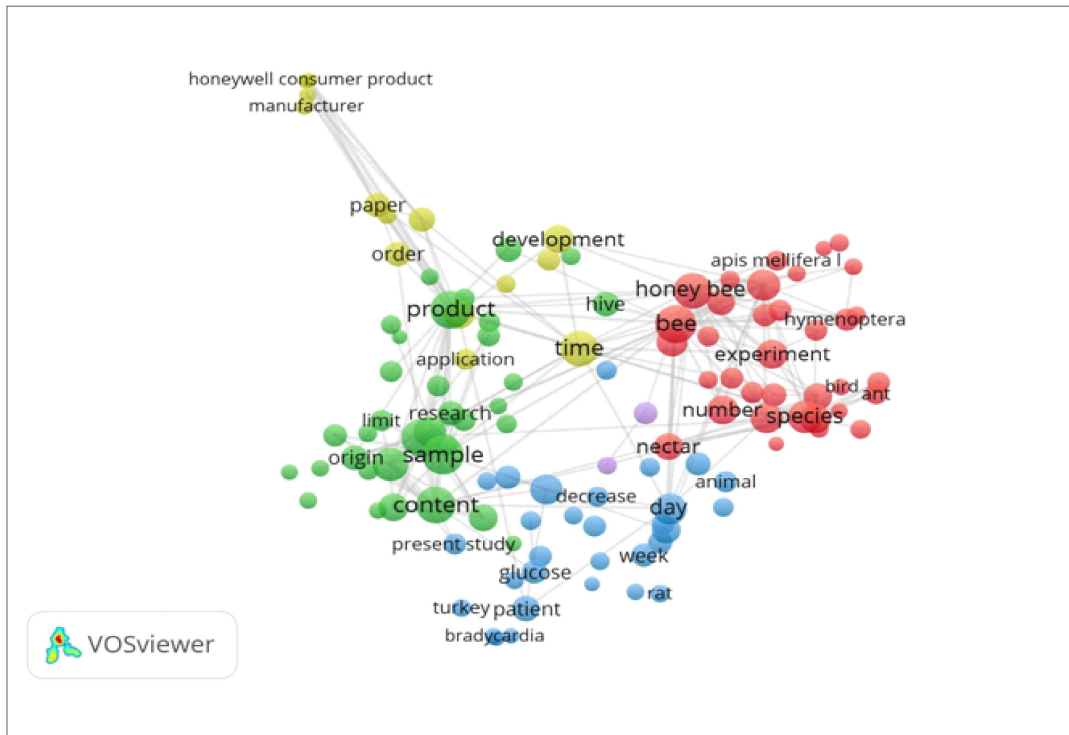 honeywell consumer product
manufacturer
paper
development
order
apis mellifera l
honey bee
product
hive
hymenoptera
bee
time
experiment
application
bird
ant
limit
research
number
species
nectar
origin
sample
animal
content
decrease
day
present study
week
glucose
rat
turkey
patient
bradycardia
VOSviewer